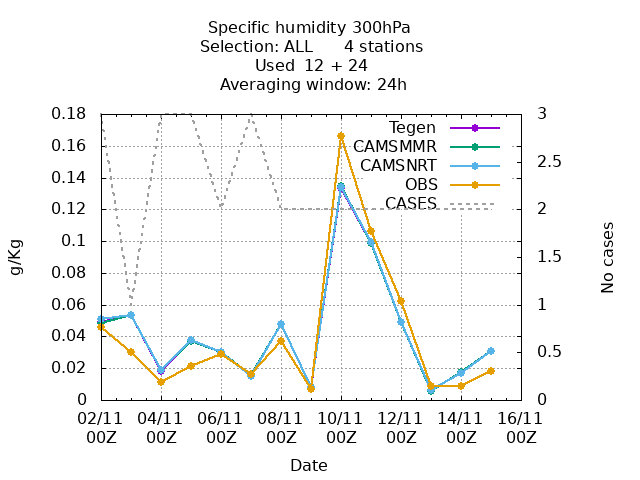 Specific humidity 300hPa
Selection: ALL      4 stations
Used  12 + 24
Averaging window: 24h
0.18
0.16
0.14
0.12
0.1
0.08
0.06
0.04
0.02
0
g/Kg
Tegen
CAMSMMR
CAMSNRT
OBS
CASES
3
2.5
2
1.5
1
0.5
0
No cases
02/11 04/11 06/11 08/11 10/11 12/11 14/11 16/11
00Z 00Z 00Z 00Z 00Z 00Z 00Z 00Z
Date